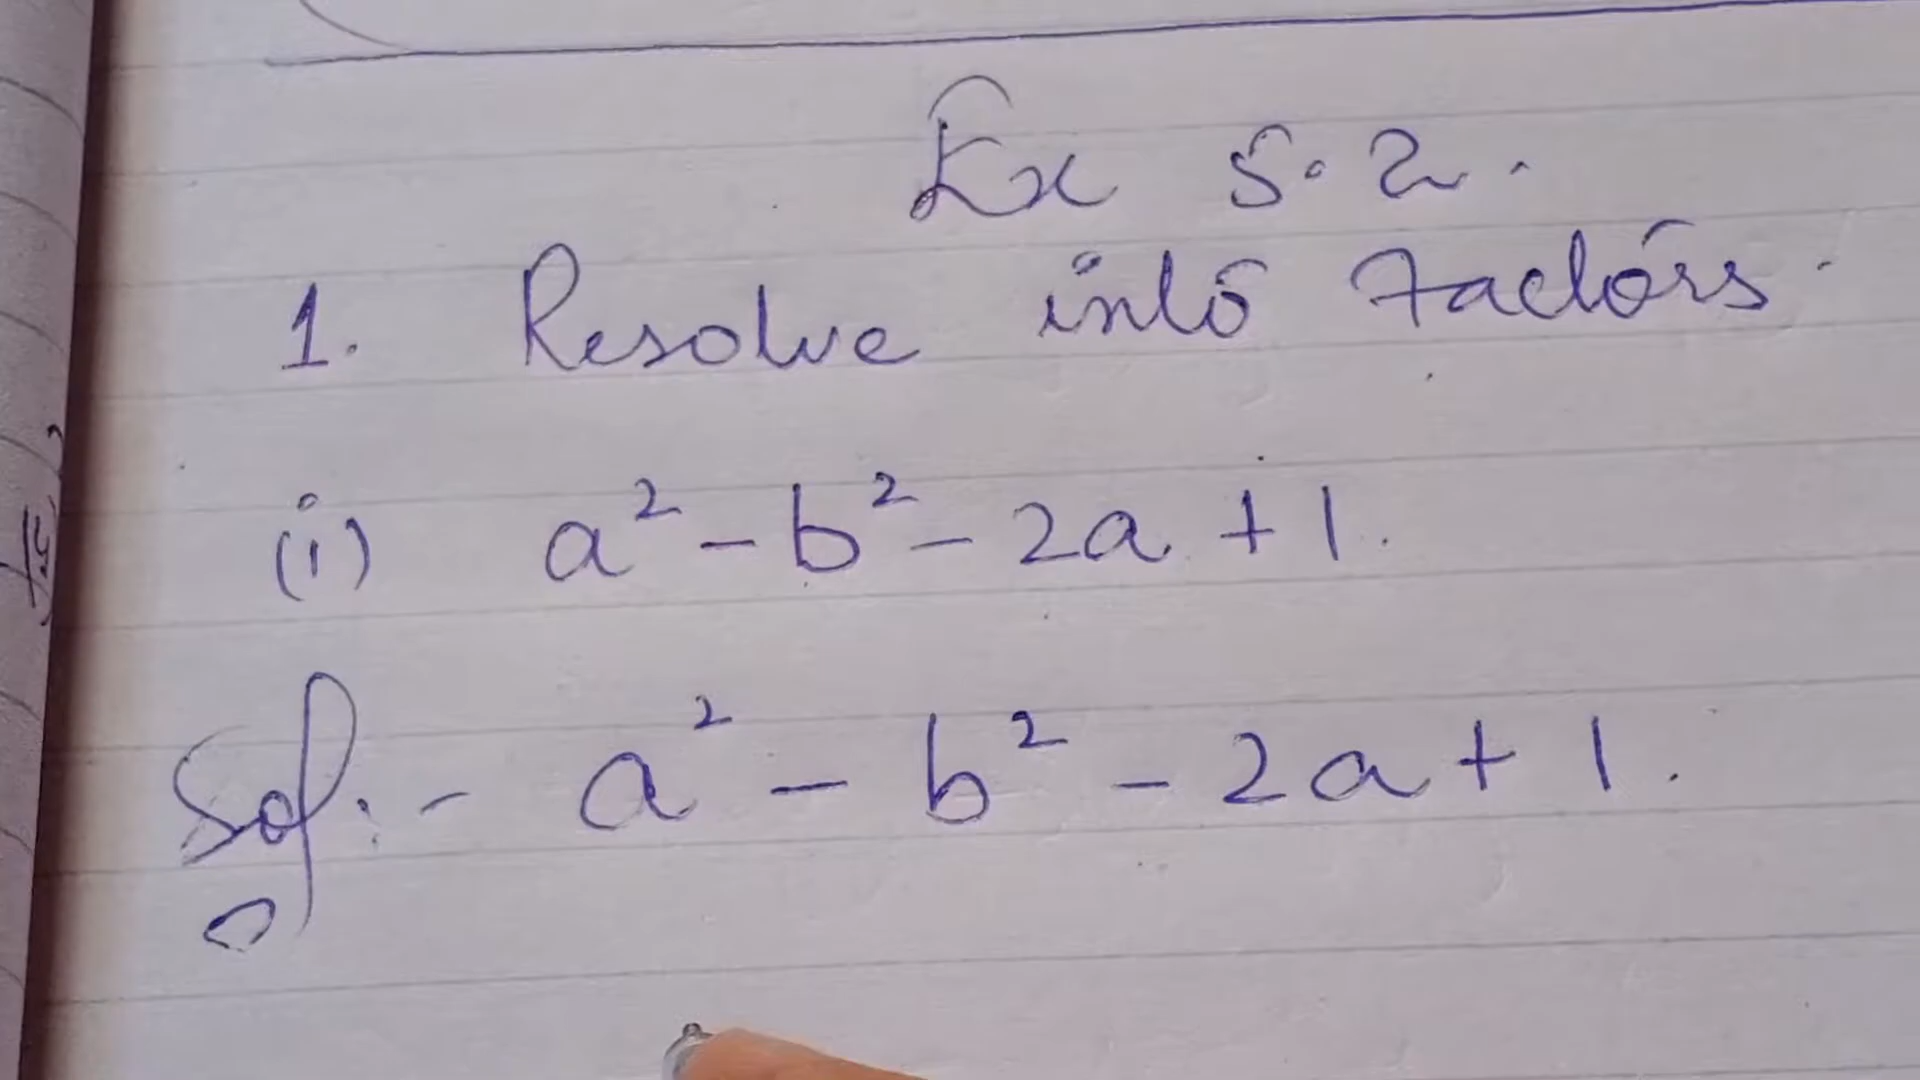 Ex 5.2.
1. Resolve into Factors.
(i) a² - b² - 2a + 1.
Sol:- a² - b² - 2a + 1.